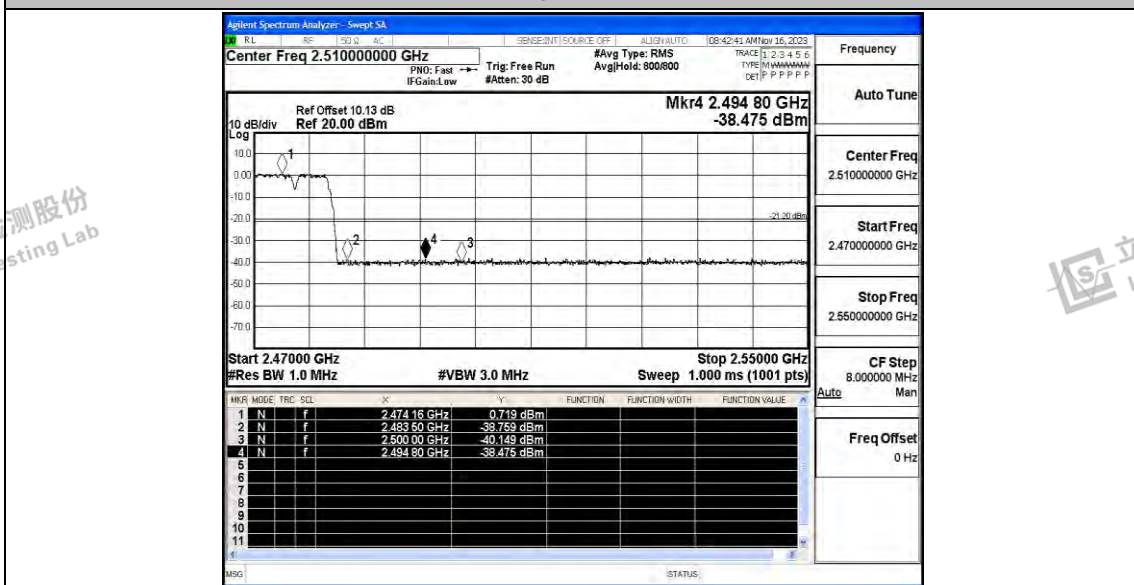 Agilent Spectrum Analyzer - Swept SA
RL RF 50 Ω AC SENSE:INT SOURCE OFF ALIGN AUTO 08:42:41 AM Nov 16, 2023
Center Freq 2.510000000 GHz
PNO: Fast
IFGain:Low
Trig: Free Run
#Atten: 30 dB
#Avg Type: RMS
Avg|Hold: 800/800
TRACE 1 2 3 4 5 6
TYPE M WWWWW
DET P P P P P P
Frequency
Auto Tune
Center Freq
2.510000000 GHz
Start Freq
2.470000000 GHz
Stop Freq
2.550000000 GHz
CF Step
8.000000 MHz
Auto Man
Freq Offset
0 Hz
Mkr4 2.494 80 GHz
-38.475 dBm
Ref Offset 10.13 dB
10 dB/div Ref 20.00 dBm
Log
10.0
0.00
-10.0
-20.0
-30.0
-40.0
-50.0
-60.0
-70.0
1
2
4
3
-21.20 dBm
Start 2.47000 GHz Stop 2.55000 GHz
#Res BW 1.0 MHz #VBW 3.0 MHz Sweep 1.000 ms (1001 pts)
MKR MODE TRC SCL X Y FUNCTION FUNCTION WIDTH FUNCTION VALUE
1 N f 2.474 16 GHz 0.719 dBm
2 N f 2.483 50 GHz -38.759 dBm
3 N f 2.500 00 GHz -40.149 dBm
4 N f 2.494 80 GHz -38.475 dBm
5
6
7
8
9
10
11
MSG STATUS
测股份
esting Lab
立